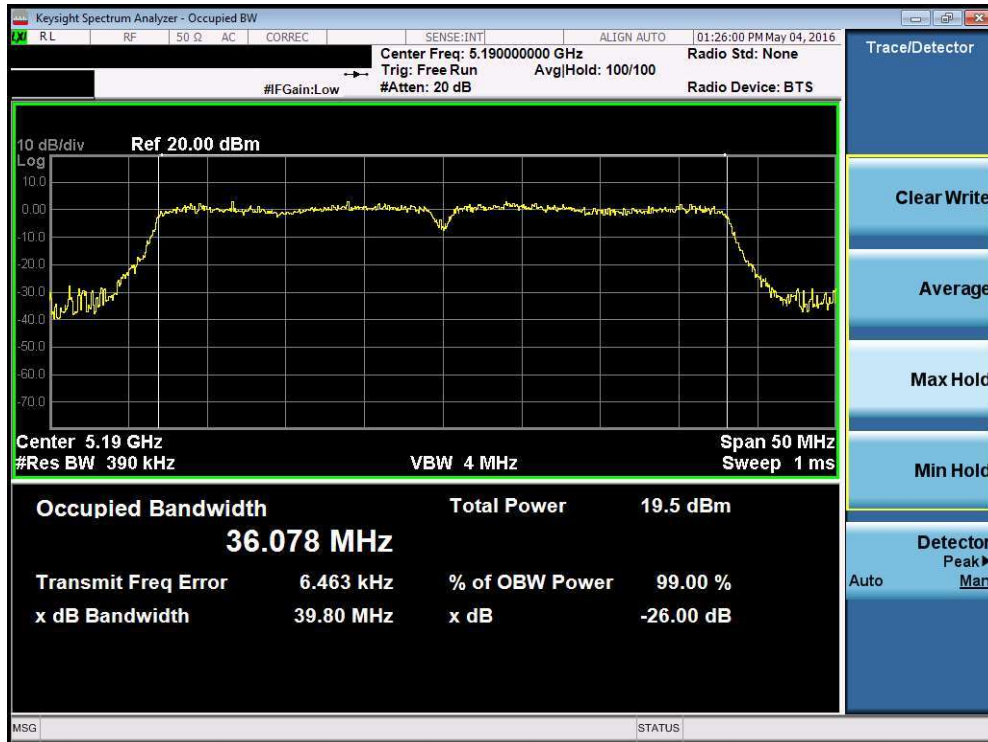 Keysight Spectrum Analyzer - Occupied BW
LXI RL RF 50 Ω AC CORREC SENSE:INT ALIGN AUTO 01:26:00 PM May 04, 2016
Center Freq: 5.190000000 GHz Radio Std: None
Trig: Free Run Avg|Hold: 100/100
#IFGain:Low #Atten: 20 dB Radio Device: BTS
Trace/Detector
10 dB/div Ref 20.00 dBm
Log
10.0
0.00
-10.0
-20.0
-30.0
-40.0
-50.0
-60.0
-70.0
Center 5.19 GHz Span 50 MHz
#Res BW 390 kHz VBW 4 MHz Sweep 1 ms
Occupied Bandwidth Total Power 19.5 dBm
36.078 MHz
Transmit Freq Error 6.463 kHz % of OBW Power 99.00 %
x dB Bandwidth 39.80 MHz x dB -26.00 dB
Clear Write
Average
Max Hold
Min Hold
Detector
Peak▶
Auto Man
MSG STATUS